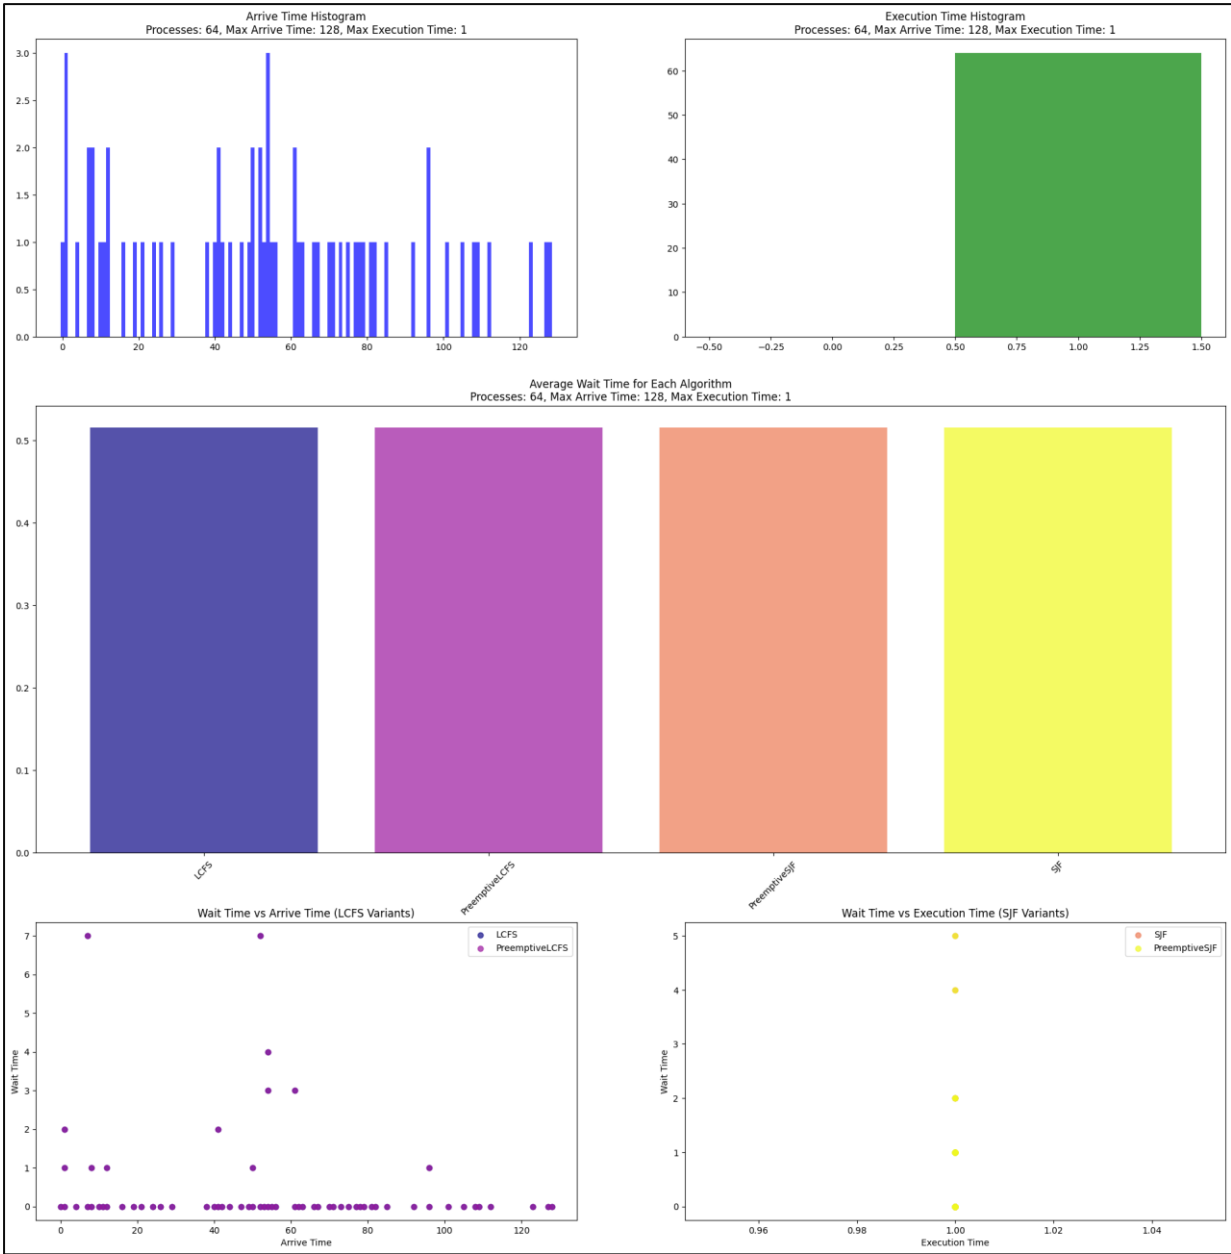 Arrive Time Histogram
Processes: 64, Max Arrive Time: 128, Max Execution Time: 1
3.0
2.5
2.0
1.5
1.0
0.5
0.0
0 20 40 60 80 100 120
Execution Time Histogram
Processes: 64, Max Arrive Time: 128, Max Execution Time: 1
60
50
40
30
20
10
0
−0.50 −0.25 0.00 0.25 0.50 0.75 1.00 1.25 1.50
Average Wait Time for Each Algorithm
Processes: 64, Max Arrive Time: 128, Max Execution Time: 1
0.5
0.4
0.3
0.2
0.1
0.0
LCFS PreemptiveLCFS PreemptiveSJF SJF
Wait Time vs Arrive Time (LCFS Variants)
LCFS
PreemptiveLCFS
Wait Time
7
6
5
4
3
2
1
0
0 20 40 60 80 100 120
Arrive Time
Wait Time vs Execution Time (SJF Variants)
SJF
PreemptiveSJF
Wait Time
5
4
3
2
1
0
0.96 0.98 1.00 1.02 1.04
Execution Time